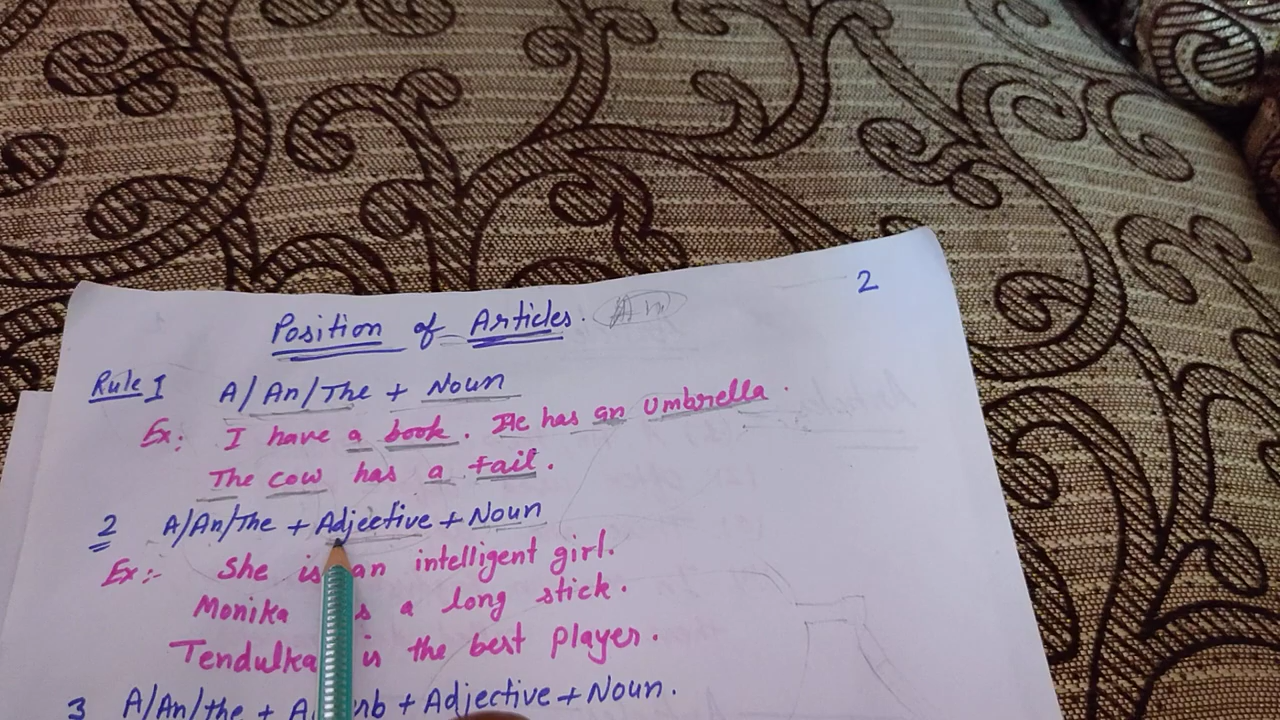 2
Position of Articles.
Rule 1 A/An/The + Noun
Ex: I have a book. He has an Umbrella.
The cow has a tail.
2 A/An/The + Adjective + Noun
Ex:- She is an intelligent girl.
Monika a long stick.
Tendulka is the best player.
3 A/An/the + + Adjective + Noun.